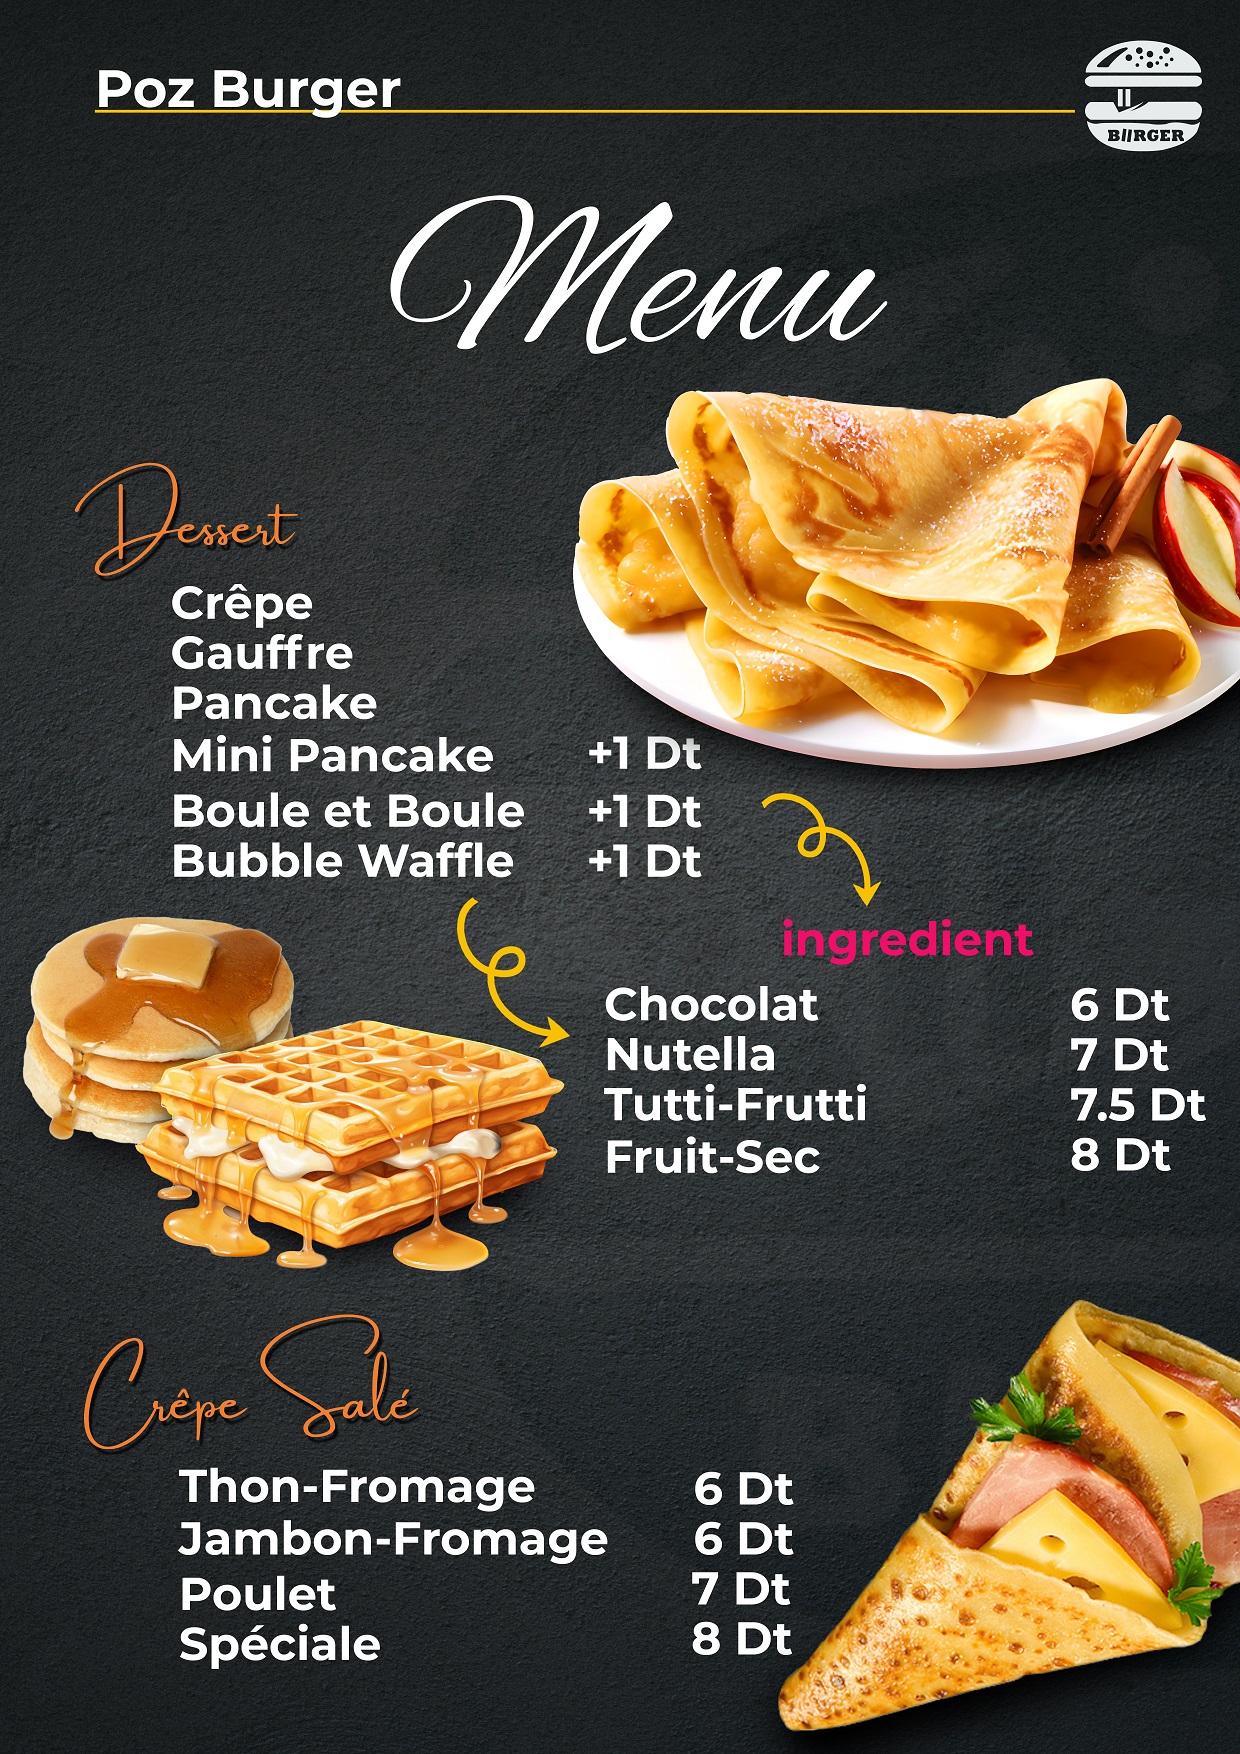 Poz Burger
BIIRGER
Menu
Dessert
Crêpe
Gauffre
Pancake
Mini Pancake +1 Dt
Boule et Boule +1 Dt
Bubble Waffle +1 Dt
ingredient
Chocolat 6 Dt
Nutella 7 Dt
Tutti-Frutti 7.5 Dt
Fruit-Sec 8 Dt
Crêpe Salé
Thon-Fromage 6 Dt
Jambon-Fromage 6 Dt
Poulet 7 Dt
Spéciale 8 Dt